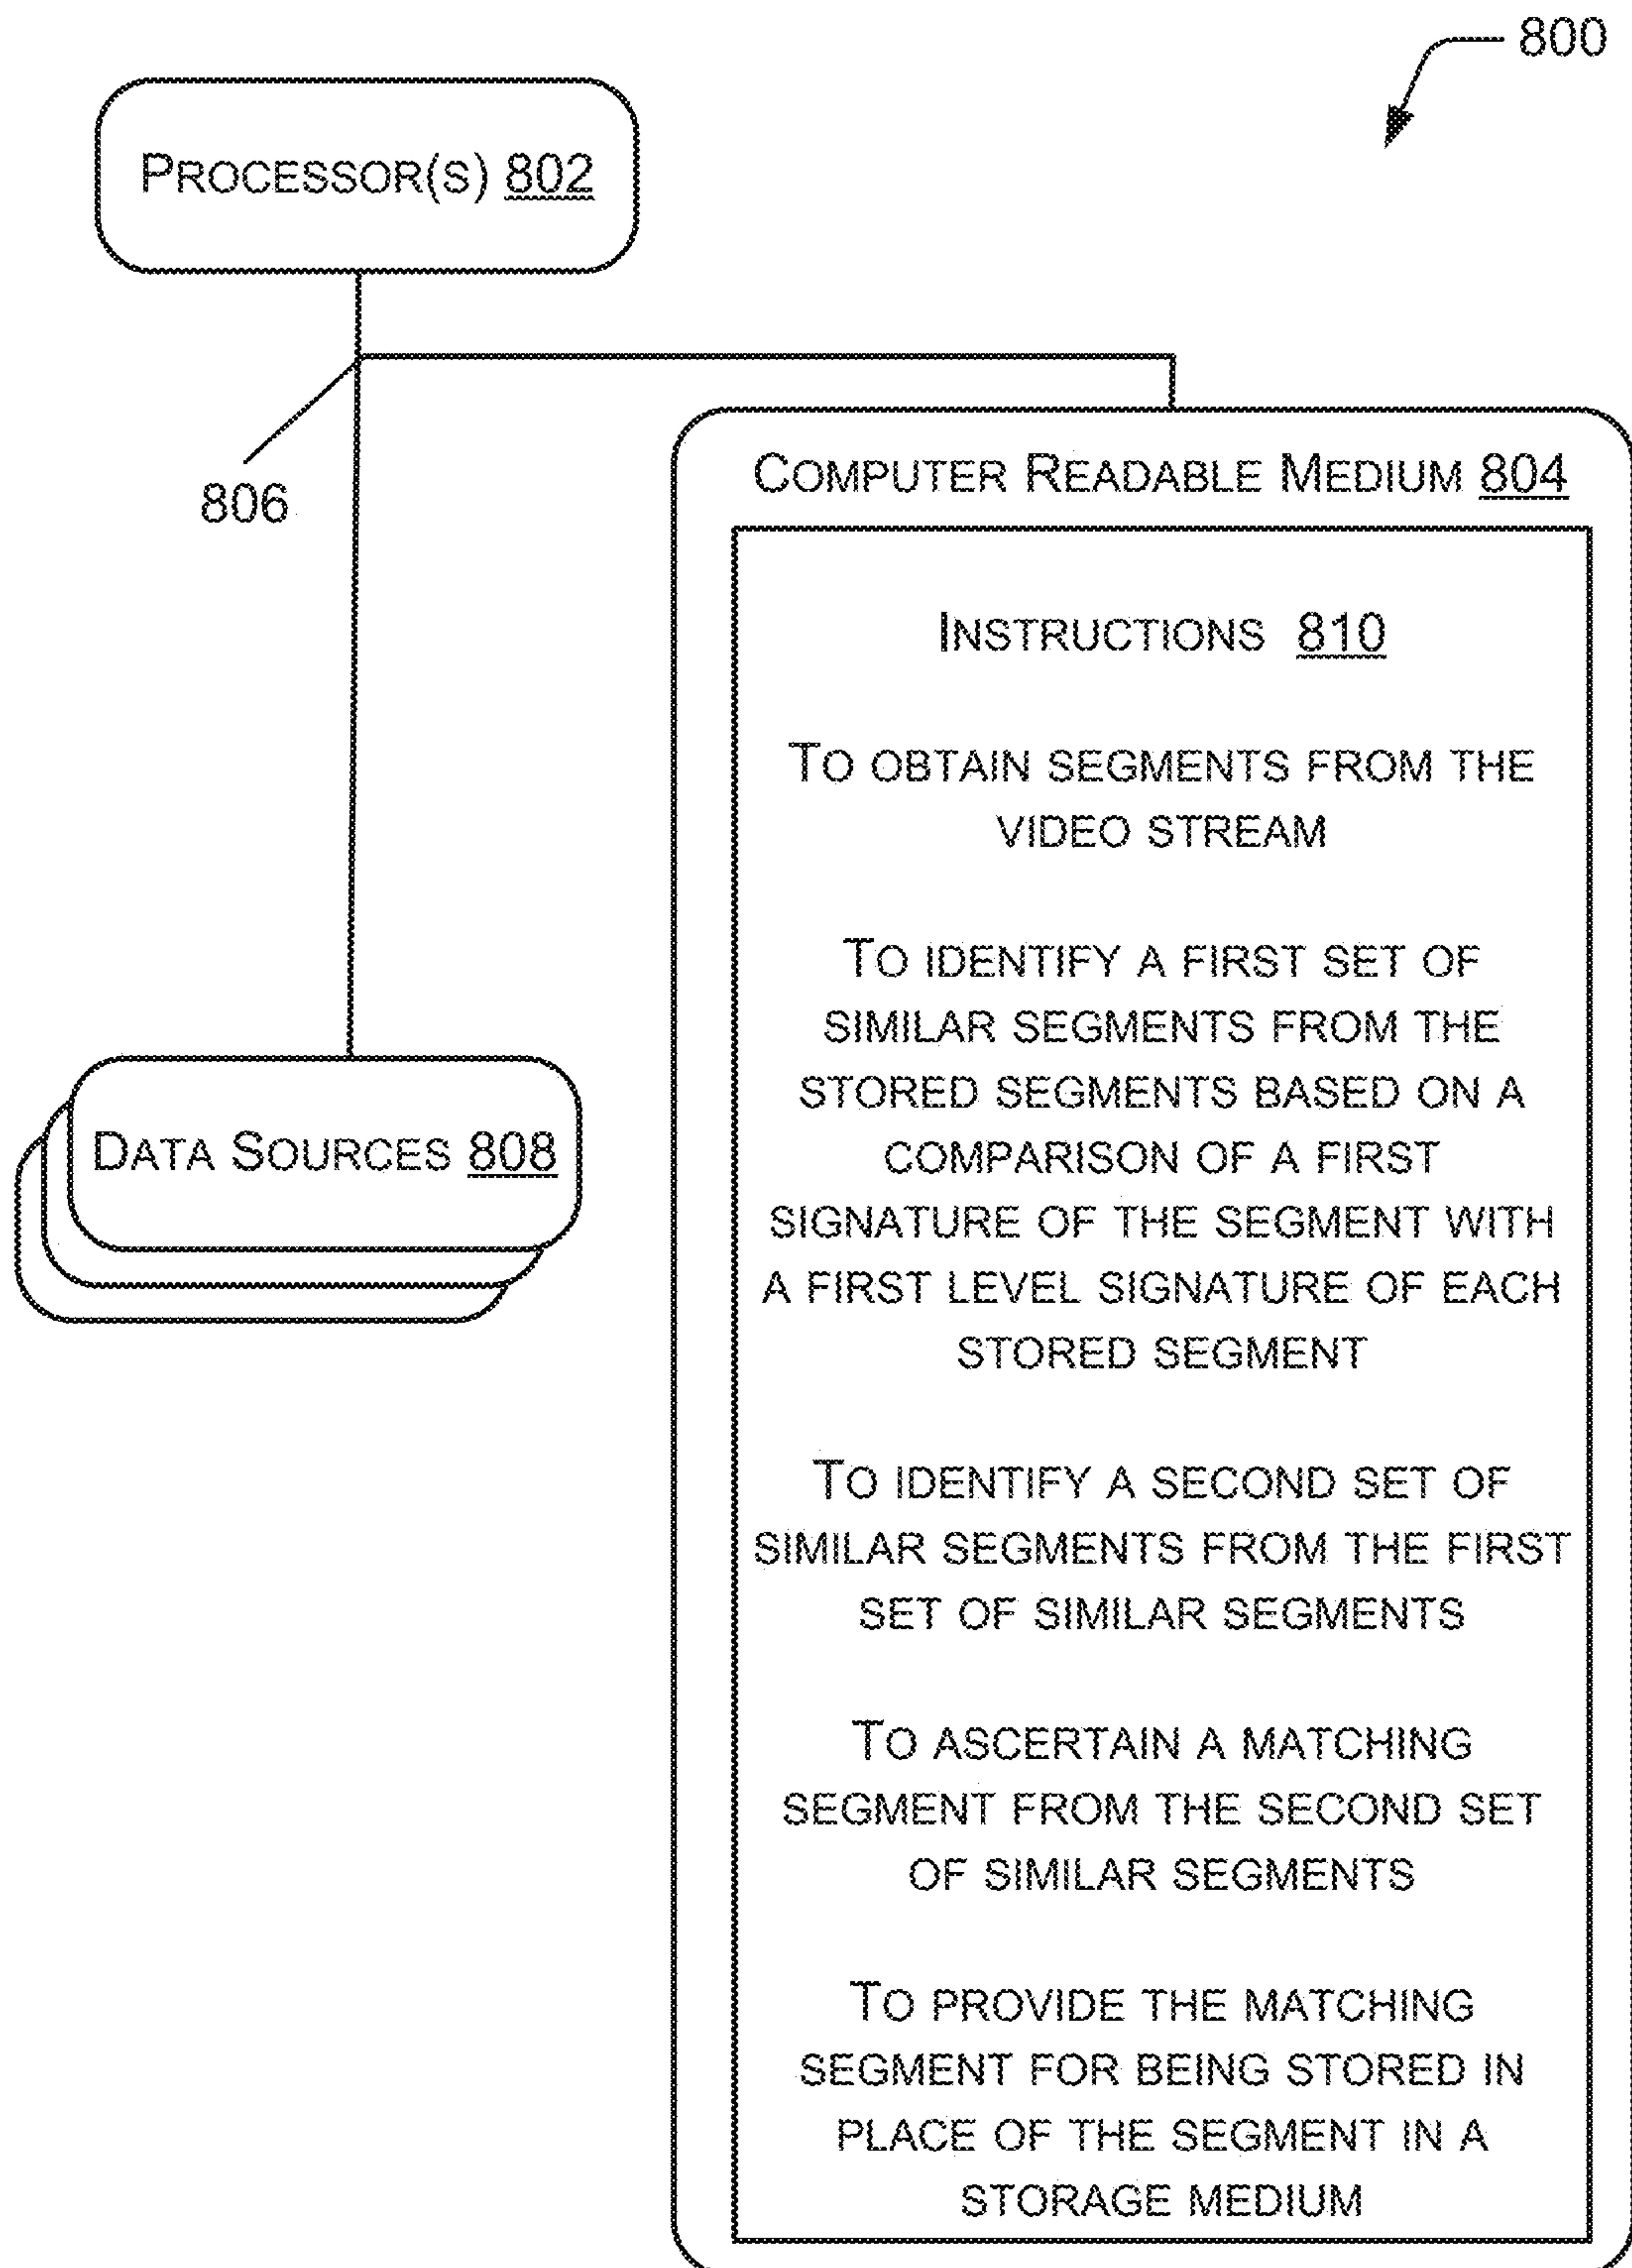 800
PROCESSOR(S) 802
806
COMPUTER READABLE MEDIUM 804
INSTRUCTIONS 810
TO OBTAIN SEGMENTS FROM THE
VIDEO STREAM
TO IDENTIFY A FIRST SET OF
SIMILAR SEGMENTS FROM THE
STORED SEGMENTS BASED ON A
COMPARISON OF A FIRST
SIGNATURE OF THE SEGMENT WITH
A FIRST LEVEL SIGNATURE OF EACH
STORED SEGMENT
TO IDENTIFY A SECOND SET OF
SIMILAR SEGMENTS FROM THE FIRST
SET OF SIMILAR SEGMENTS
TO ASCERTAIN A MATCHING
SEGMENT FROM THE SECOND SET
OF SIMILAR SEGMENTS
TO PROVIDE THE MATCHING
SEGMENT FOR BEING STORED IN
PLACE OF THE SEGMENT IN A
STORAGE MEDIUM
DATA SOURCES 808